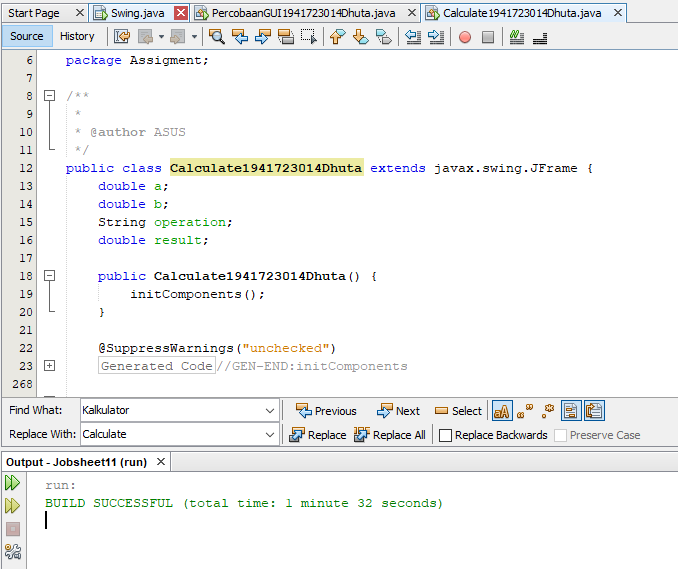 Start Page Swing.java PercobaanGUI1941723014Dhuta.java Calculate1941723014Dhuta.java
Source History
6 package Assigment;
7
8 /**
9 *
10 * @author ASUS
11 */
12 public class Calculate1941723014Dhuta extends javax.swing.JFrame {
13 double a;
14 double b;
15 String operation;
16 double result;
17
18 public Calculate1941723014Dhuta() {
19 initComponents();
20 }
21
22 @SuppressWarnings("unchecked")
23 Generated Code//GEN-END:initComponents
268
Find What: Kalkulator Previous Next Select aA "" .*
Replace With: Calculate Replace Replace All Replace Backwards Preserve Case
Output - Jobsheet11 (run)
run:
BUILD SUCCESSFUL (total time: 1 minute 32 seconds)